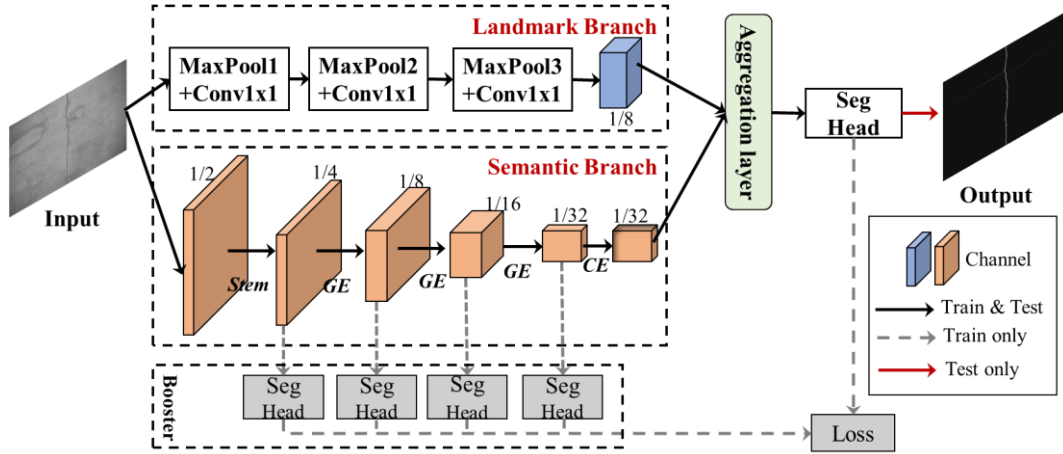 Landmark Branch
MaxPool1
+Conv1x1
MaxPool2
+Conv1x1
MaxPool3
+Conv1x1
1/8
Input
Semantic Branch
1/2
1/4
1/8
1/16
1/32
1/32
Stem
GE
GE
GE
CE
Aggregation layer
Seg
Head
Output
Channel
Train & Test
Train only
Test only
Booster
Seg
Head
Seg
Head
Seg
Head
Seg
Head
Loss